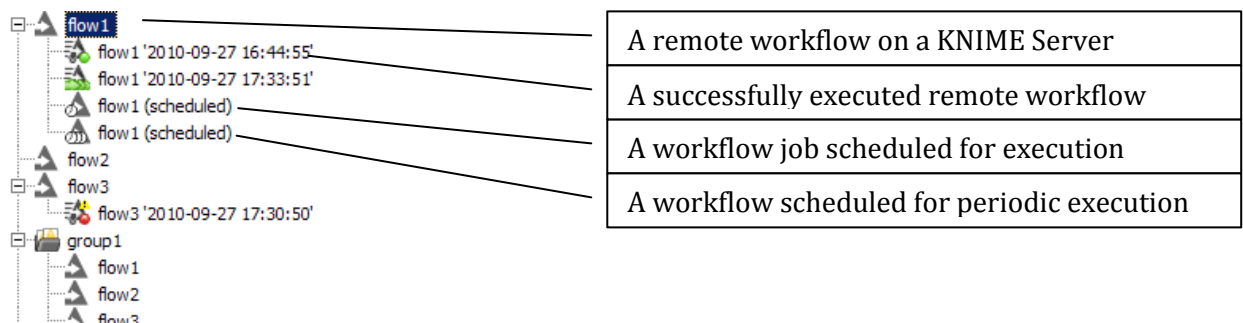 flow1
flow1 '2010-09-27 16:44:55'
flow1 '2010-09-27 17:33:51'
flow1 (scheduled)
flow1 (scheduled)
flow2
flow3
flow3 '2010-09-27 17:30:50'
group1
flow1
flow2
flow3
A remote workflow on a KNIME Server
A successfully executed remote workflow
A workflow job scheduled for execution
A workflow scheduled for periodic execution